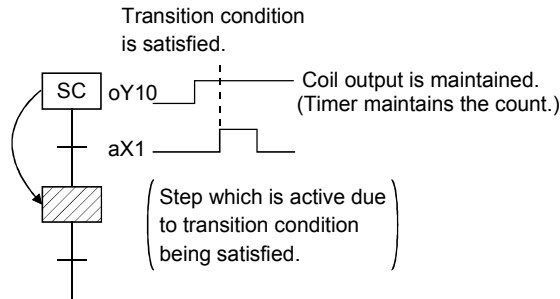 Transition condition
is satisfied.
SC
oY10
Coil output is maintained.
(Timer maintains the count.)
aX1
Step which is active due
to transition condition
being satisfied.